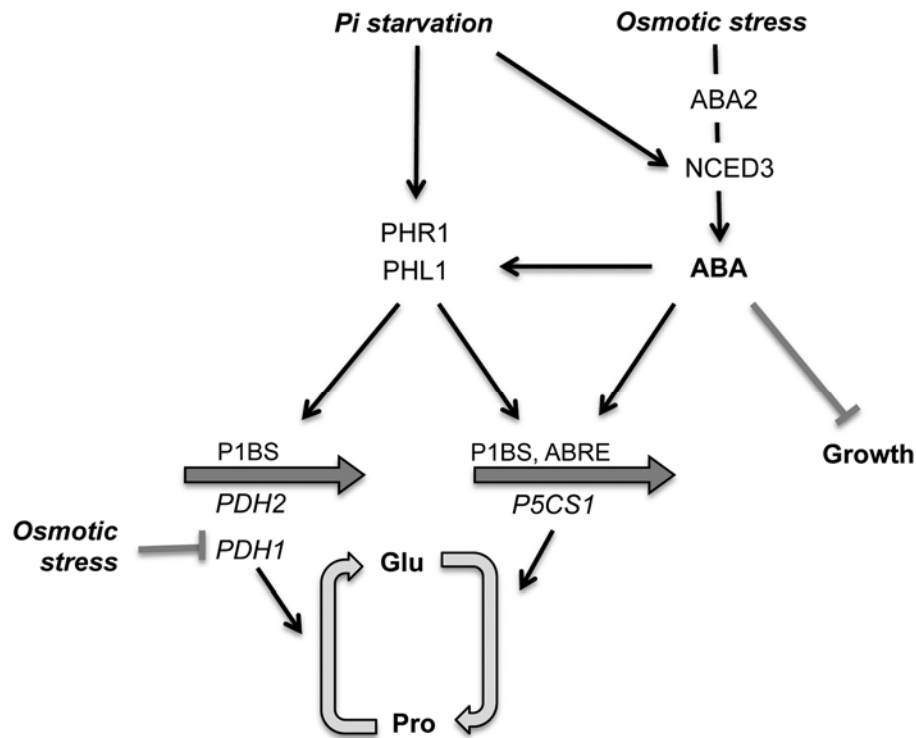 Pi starvation
Osmotic stress
ABA2
NCED3
PHR1
PHL1
ABA
P1BS
P1BS, ABRE
Growth
PDH2
P5CS1
Osmotic
stress
PDH1
Glu
Pro